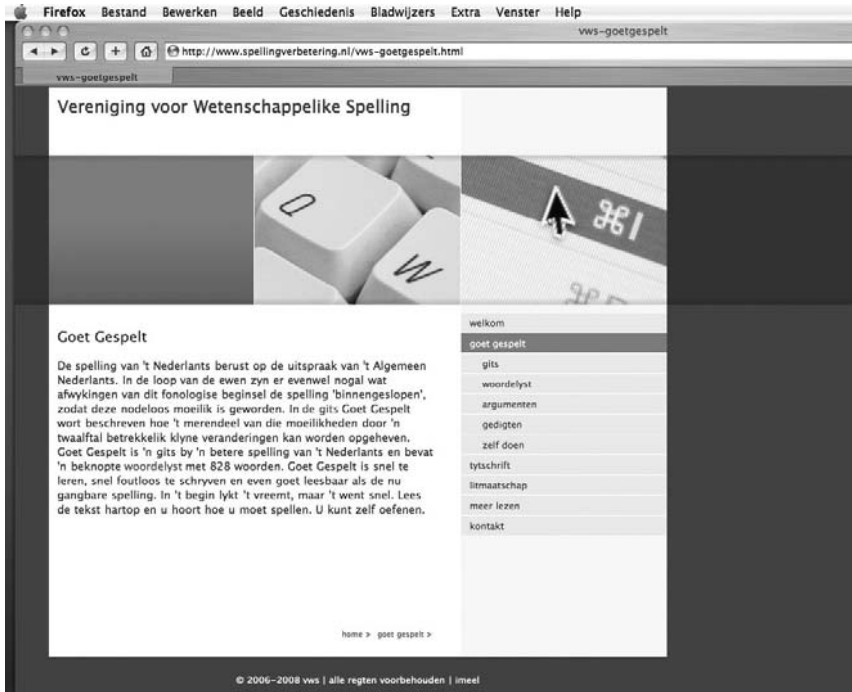 Firefox Bestand Bewerken Beeld Geschiedenis Bladwijzers Extra Venster Help
vws-goetgespelt
http://www.spellingverbetering.nl/vws-goetgespelt.html
vws-goetgespelt
Vereniging voor Wetenschappelike Spelling
Q
W
⌘I
Goet Gespelt
De spelling van 't Nederlants berust op de uitspraak van 't Algemeen
Nederlants. In de loop van de ewen zyn er evenwel nogal wat
afwykingen van dit fonologise beginsel de spelling 'binnengeslopen',
zodat deze nodeloos moeilik is geworden. In de gits Goet Gespelt
wort beschreven hoe 't merendeel van die moeilikheden door 'n
twaalftal betrekkelik klyne veranderingen kan worden opgeheven.
Goet Gespelt is 'n gits by 'n betere spelling van 't Nederlants en bevat
'n beknopte woordelyst met 828 woorden. Goet Gespelt is snel te
leren, snel foutloos te schryven en even goet leesbaar als de nu
gangbare spelling. In 't begin lykt 't vreemt, maar 't went snel. Lees
de tekst hartop en u hoort hoe u moet spellen. U kunt zelf oefenen.
welkom
goet gespelt
gits
woordelyst
argumenten
gedigten
zelf doen
tytschrift
litmaatschap
meer lezen
kontakt
home > goet gespelt >
© 2006-2008 vws | alle regten voorbehouden | imeel